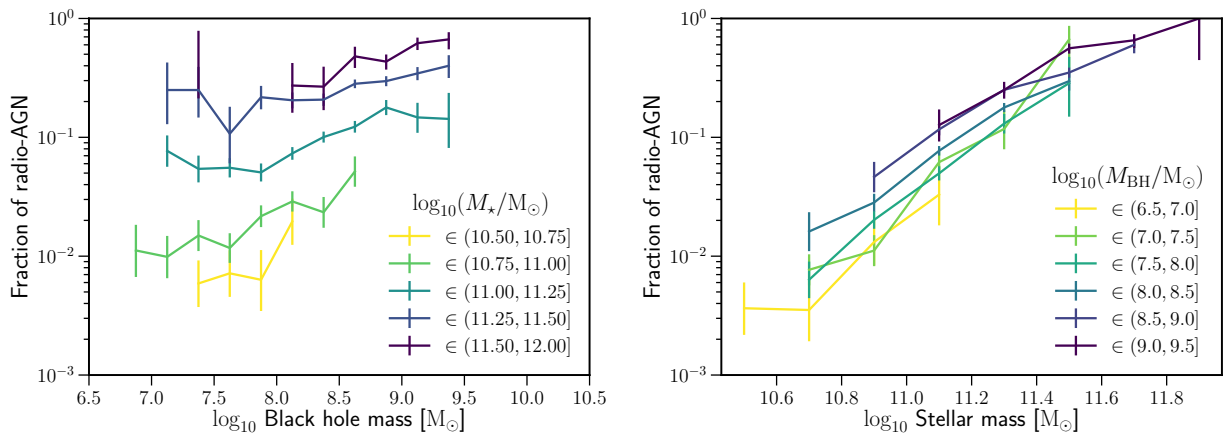 Fraction of radio-AGN
10⁰
10⁻¹
10⁻²
10⁻³
log₁₀(M⋆/M⊙)
∈ (10.50, 10.75]
∈ (10.75, 11.00]
∈ (11.00, 11.25]
∈ (11.25, 11.50]
∈ (11.50, 12.00]
6.5 7.0 7.5 8.0 8.5 9.0 9.5 10.0 10.5
log₁₀ Black hole mass [M⊙]
Fraction of radio-AGN
10⁰
10⁻¹
10⁻²
10⁻³
log₁₀(M_BH/M⊙)
∈ (6.5, 7.0]
∈ (7.0, 7.5]
∈ (7.5, 8.0]
∈ (8.0, 8.5]
∈ (8.5, 9.0]
∈ (9.0, 9.5]
10.6 10.8 11.0 11.2 11.4 11.6 11.8
log₁₀ Stellar mass [M⊙]